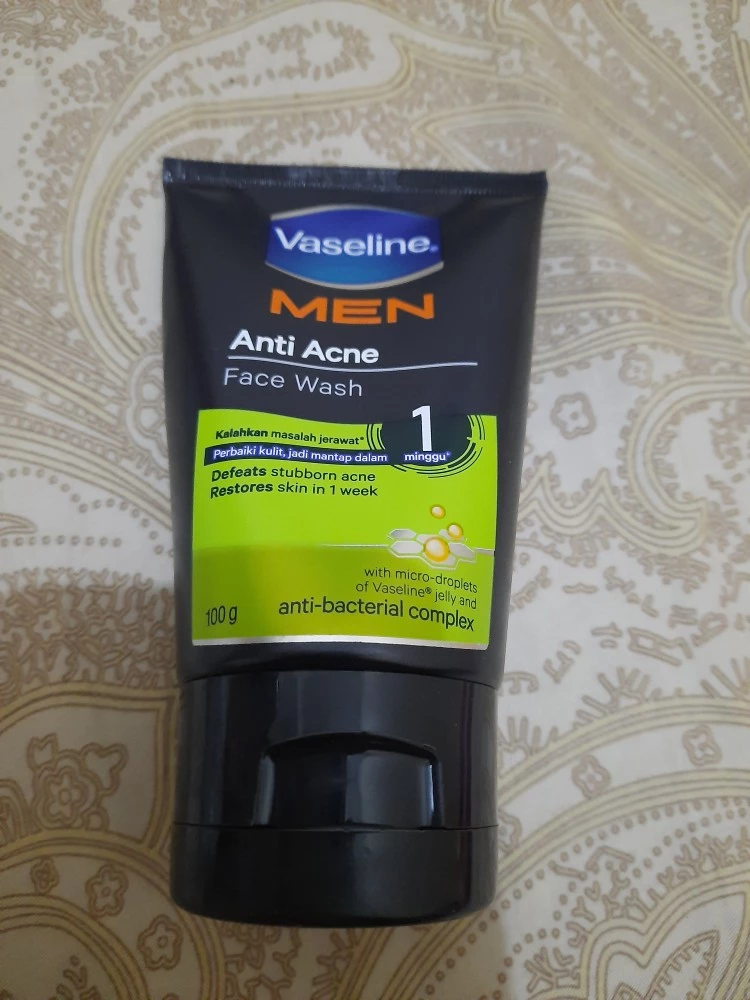 Vaseline®
MEN
Anti Acne
Face Wash
Kalahkan masalah jerawat*
Perbaiki kulit, jadi mantap dalam
1
minggu*
Defeats stubborn acne
Restores skin in 1 week
with micro-droplets
of Vaseline® jelly and
anti-bacterial complex
100 g